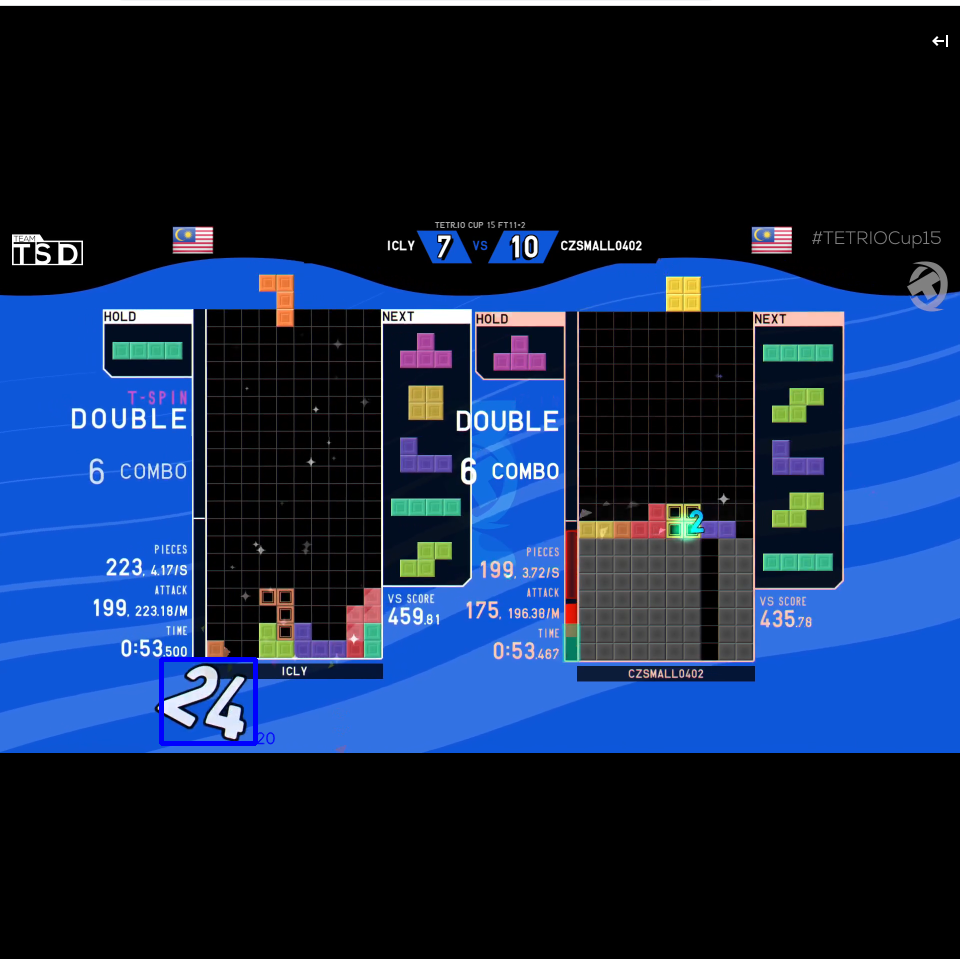 TETR.IO CUP 15 FT11·2
TEAM
TSD
ICLY 7 VS 10 CZSMALL0402
#TETRIOCup15
HOLD
NEXT
T-SPIN
DOUBLE
6 COMBO
PIECES
223, 4.17/S
ATTACK
199, 223.18/M
TIME
0:53.500
VS SCORE
459.81
ICLY
24
20
HOLD
NEXT
DOUBLE
6 COMBO
2
PIECES
199, 3.72/S
ATTACK
175, 196.38/M
TIME
0:53.467
VS SCORE
435.78
CZSMALL0402